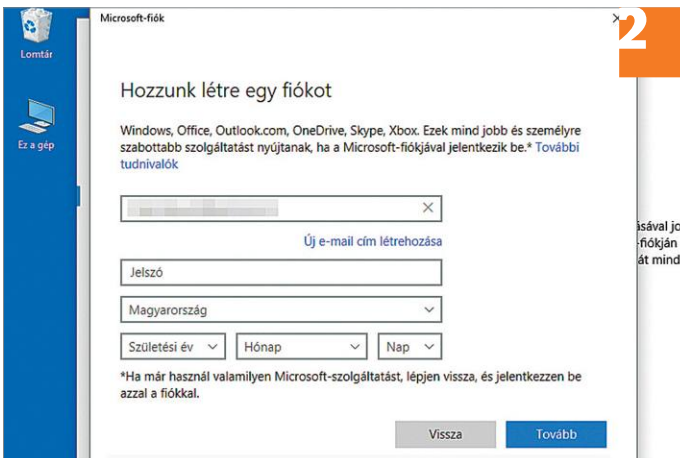 Microsoft-fiók
2
Lomtár
Hozzunk létre egy fiókot
Ez a gép
Windows, Office, Outlook.com, OneDrive, Skype, Xbox. Ezek mind jobb és személyre
szabottabb szolgáltatást nyújtanak, ha a Microsoft-fiókjával jelentkezik be.* További
tudnivalók
Új e-mail cím létrehozása
Jelszó
Magyarország
Születési év Hónap Nap
*Ha már használ valamilyen Microsoft-szolgáltatást, lépjen vissza, és jelentkezzen be
azzal a fiókkal.
Vissza Tovább
ásával jo
-fiókján
át mind